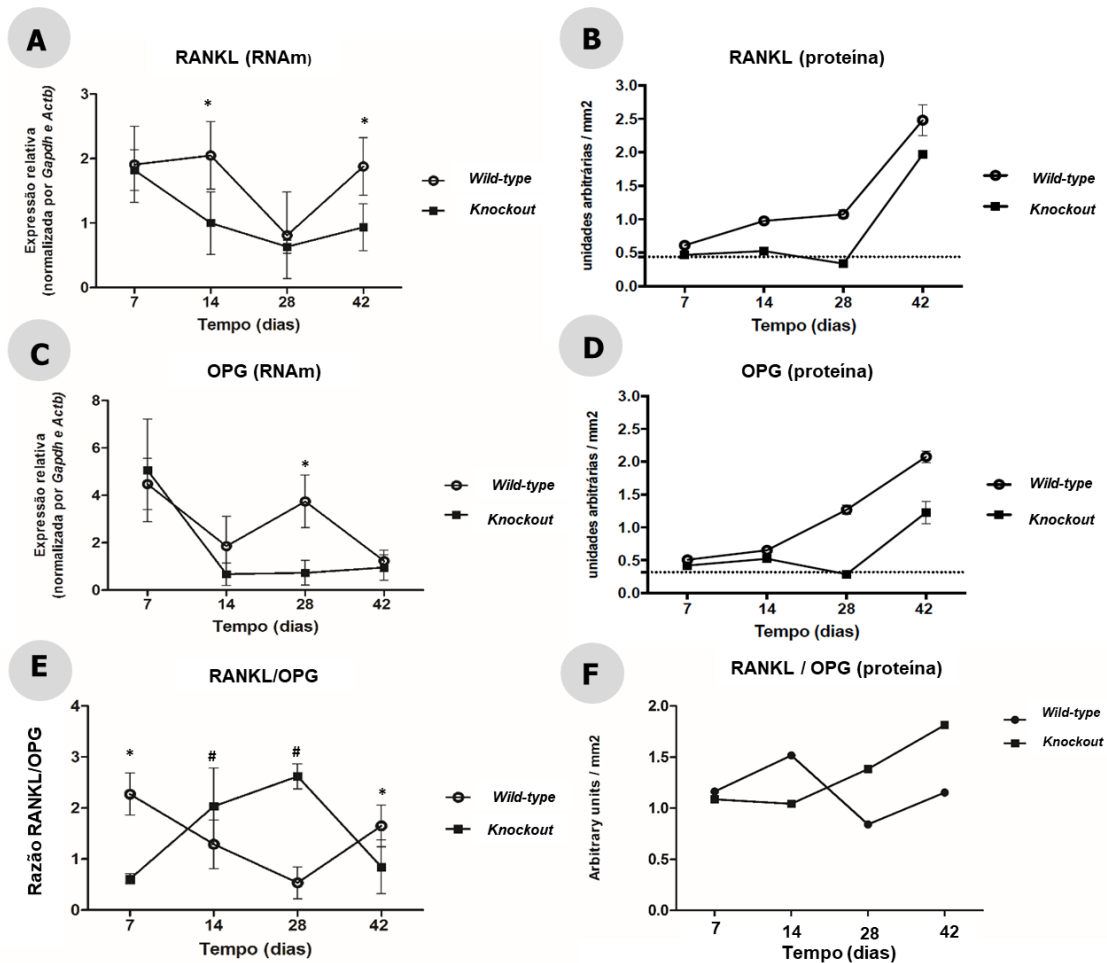 A
RANKL (RNAm)
Expressão relativa
(normalizada por Gapdh e Actb)
3
2
1
0
*
*
7
14
28
42
Tempo (dias)
Wild-type
Knockout
B
RANKL (proteína)
unidades arbitrárias / mm2
3.0
2.5
2.0
1.5
1.0
0.5
0.0
7
14
28
42
Tempo (dias)
Wild-type
Knockout
C
OPG (RNAm)
Expressão relativa
(normalizada por Gapdh e Actb)
8
6
4
2
0
*
7
14
28
42
Tempo (dias)
Wild-type
Knockout
D
OPG (proteína)
unidades arbitrárias / mm2
3.0
2.5
2.0
1.5
1.0
0.5
0.0
7
14
28
42
Tempo (dias)
Wild-type
Knockout
E
RANKL/OPG
Razão RANKL/OPG
4
3
2
1
0
*
#
#
*
7
14
28
42
Tempo (dias)
Wild-type
Knockout
F
RANKL / OPG (proteína)
Arbitrary units / mm2
2.0
1.5
1.0
0.5
0.0
7
14
28
42
Tempo (dias)
Wild-type
Knockout